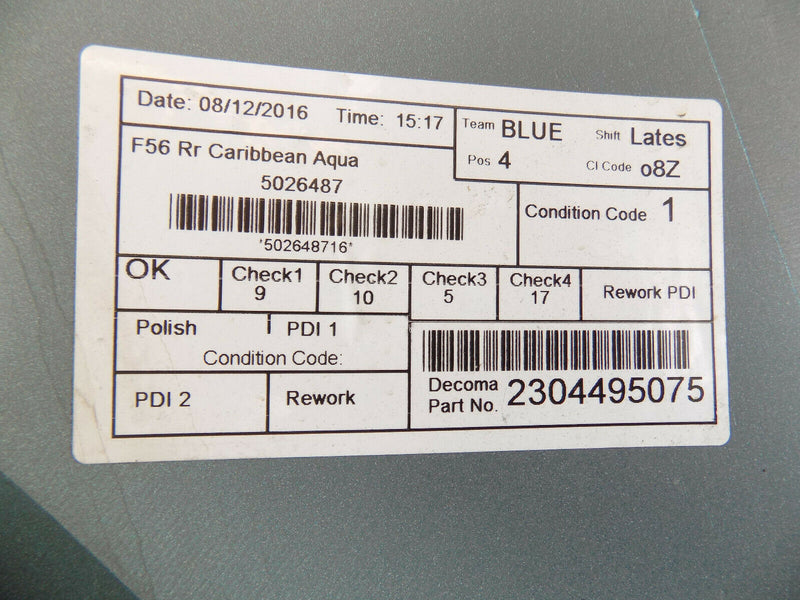 Date: 08/12/2016 Time: 15:17
Team BLUE Shift Lates
Pos 4 CI Code o8Z
F56 Rr Caribbean Aqua
5026487
*502648716*
Condition Code 1
OK
Check1
9
Check2
10
Check3
5
Check4
17
Rework PDI
Polish I PDI 1
Condition Code:
PDI 2
Rework
Decoma
Part No. 2304495075